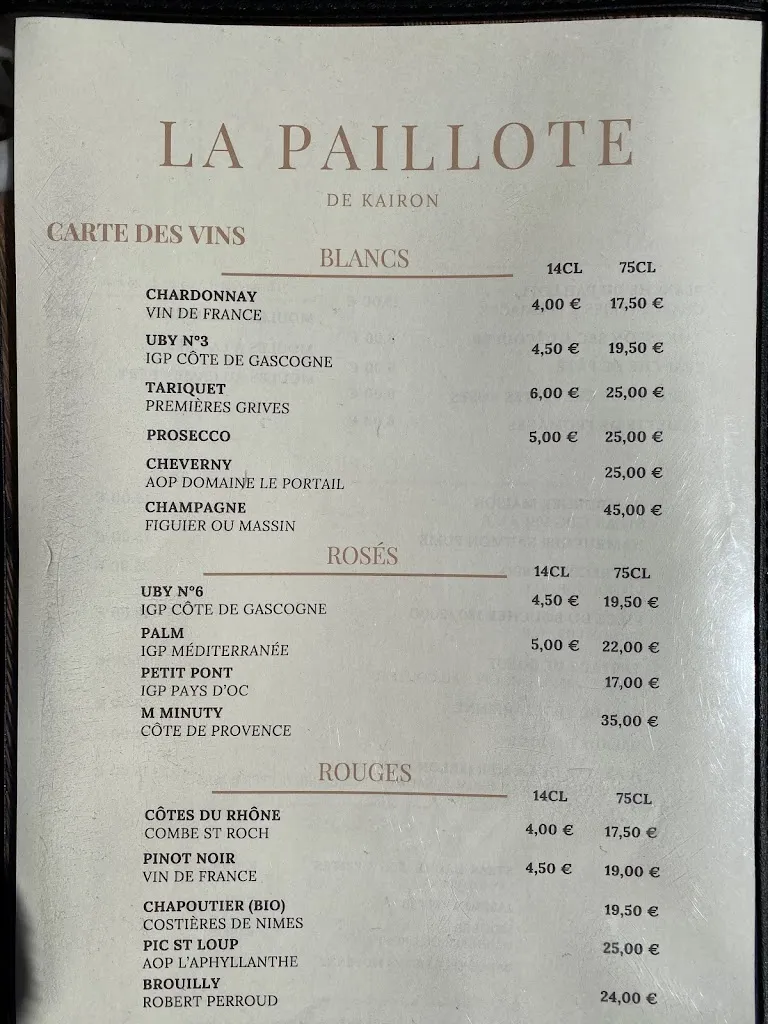 LA PAILLOTE
DE KAIRON
CARTE DES VINS
BLANCS
14CL 75CL
CHARDONNAY
VIN DE FRANCE
4,00 € 17,50 €
UBY N°3
IGP CÔTE DE GASCOGNE
4,50 € 19,50 €
TARIQUET
PREMIÈRES GRIVES
6,00 € 25,00 €
PROSECCO 5,00 € 25,00 €
CHEVERNY
AOP DOMAINE LE PORTAIL
25,00 €
CHAMPAGNE
FIGUIER OU MASSIN
45,00 €
ROSÉS
14CL 75CL
UBY N°6
IGP CÔTE DE GASCOGNE
4,50 € 19,50 €
PALM
IGP MÉDITERRANÉE
5,00 € 22,00 €
PETIT PONT
IGP PAYS D'OC
17,00 €
M MINUTY
CÔTE DE PROVENCE
35,00 €
ROUGES
14CL 75CL
CÔTES DU RHÔNE
COMBE ST ROCH
4,00 € 17,50 €
PINOT NOIR
VIN DE FRANCE
4,50 € 19,00 €
CHAPOUTIER (BIO)
COSTIÈRES DE NIMES
19,50 €
PIC ST LOUP
AOP L'APHYLLANTHE
25,00 €
BROUILLY
ROBERT PERROUD
24,00 €